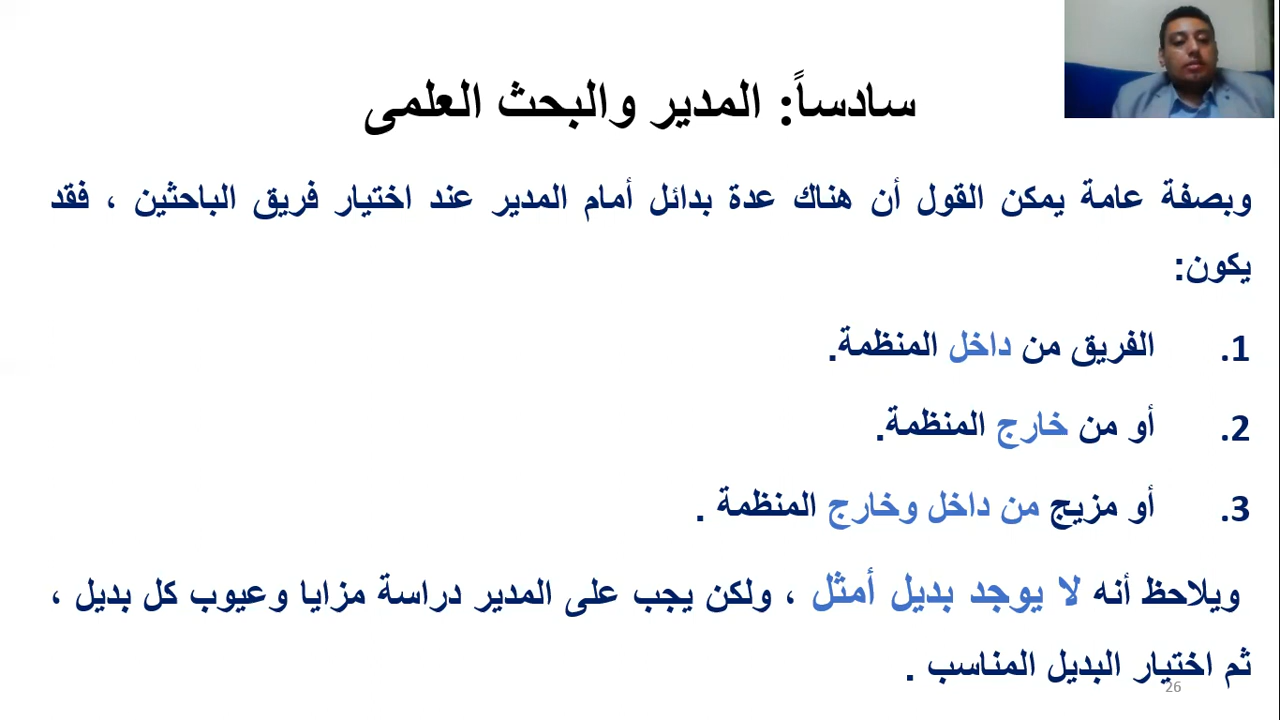 سادساً: المدير والبحث العلمى
وبصفة عامة يمكن القول أن هناك عدة بدائل أمام المدير عند اختيار فريق الباحثين ، فقد
يكون:
1. الفريق من داخل المنظمة.
2. أو من خارج المنظمة.
3. أو مزيج من داخل وخارج المنظمة .
ويلاحظ أنه لا يوجد بديل أمثل ، ولكن يجب على المدير دراسة مزايا وعيوب كل بديل ،
ثم اختيار البديل المناسب .
26